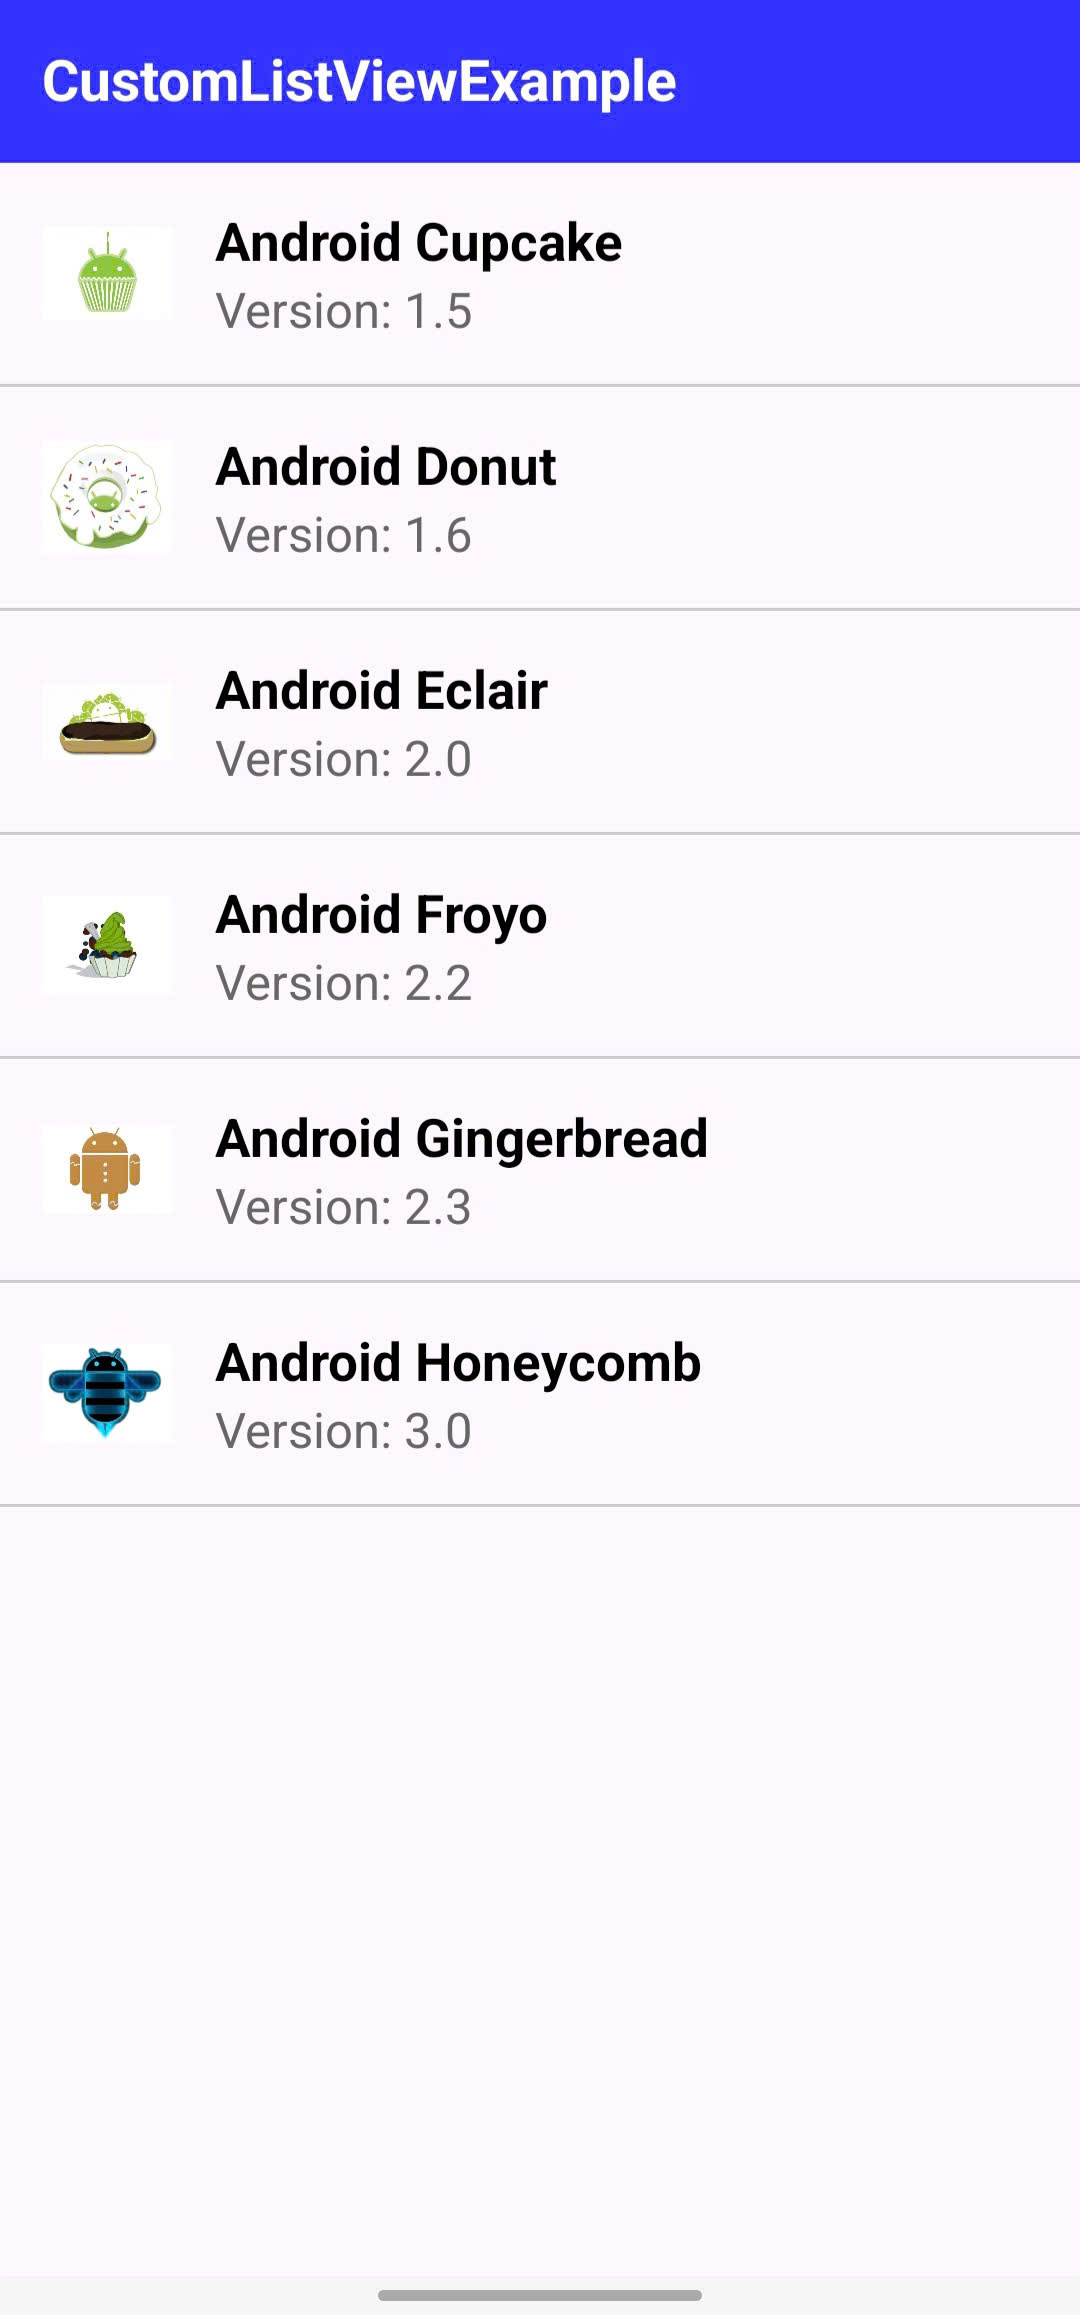 CustomListViewExample
Android Cupcake
Version: 1.5
Android Donut
Version: 1.6
Android Eclair
Version: 2.0
Android Froyo
Version: 2.2
Android Gingerbread
Version: 2.3
Android Honeycomb
Version: 3.0